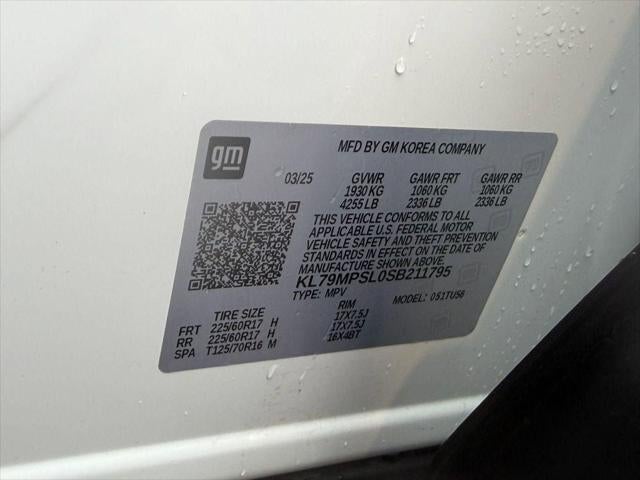 gm
MFD BY GM KOREA COMPANY
03/25 GVWR GAWR FRT GAWR RR
1930 KG 1060 KG 1060 KG
4255 LB 2336 LB 2336 LB
THIS VEHICLE CONFORMS TO ALL
APPLICABLE U.S. FEDERAL MOTOR
VEHICLE SAFETY AND THEFT PREVENTION
STANDARDS IN EFFECT ON THE DATE OF
MANUFACTURE SHOWN ABOVE.
KL79MPSL0SB211795
TYPE: MPV MODEL: 051TU56
TIRE SIZE RIM
FRT 225/60R17 H 17X7.5J
RR 225/60R17 H 17X7.5J
SPA T125/70R16 M 16X4BT